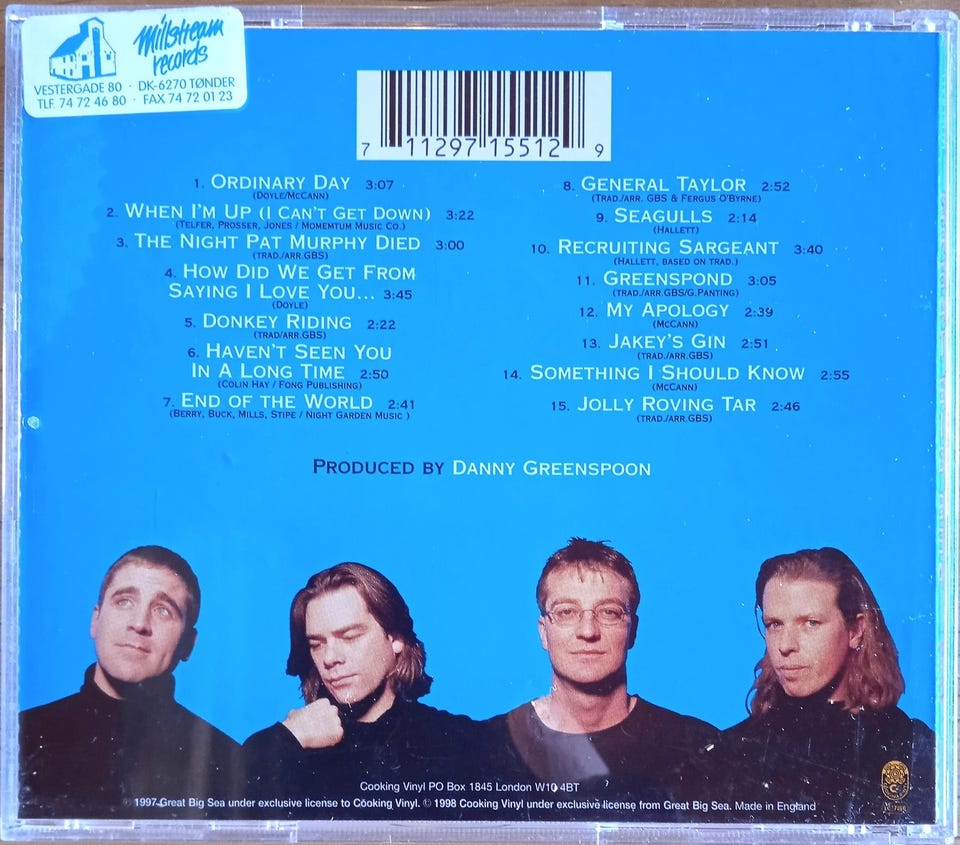 Millstream
records
VESTERGADE 80 · DK-6270 TØNDER
TLF. 74 72 46 80 · FAX 74 72 01 23
7 11297 15512 9
1. ORDINARY DAY 3:07
(DOYLE/MCCANN)
2. WHEN I'M UP (I CAN'T GET DOWN) 3:22
(TELFER, PROSSER, JONES / MOMENTUM MUSIC CO.)
3. THE NIGHT PAT MURPHY DIED 3:00
(TRAD./ARR.GBS)
4. HOW DID WE GET FROM
SAYING I LOVE YOU... 3:45
(DOYLE)
5. DONKEY RIDING 2:22
(TRAD/ARR.GBS)
6. HAVEN'T SEEN YOU
IN A LONG TIME 2:50
(COLIN HAY / FONG PUBLISHING)
7. END OF THE WORLD 2:41
(BERRY, BUCK, MILLS, STIPE / NIGHT GARDEN MUSIC )
8. GENERAL TAYLOR 2:52
(TRAD./ARR. GBS & FERGUS O'BYRNE)
9. SEAGULLS 2:14
(HALLETT)
10. RECRUITING SARGEANT 3:40
(HALLETT, BASED ON TRAD.)
11. GREENSPOND 3:05
(TRAD./ARR.GBS/G.PANTING)
12. MY APOLOGY 2:39
(MCCANN)
13. JAKEY'S GIN 2:51
(TRAD./ARR.GBS)
14. SOMETHING I SHOULD KNOW 2:55
(MCCANN)
15. JOLLY ROVING TAR 2:46
(TRAD./ARR.GBS)
PRODUCED BY DANNY GREENSPOON
Cooking Vinyl PO Box 1845 London W10 4BT
℗ 1997 Great Big Sea under exclusive license to Cooking Vinyl. © 1998 Cooking Vinyl under exclusive license from Great Big Sea. Made in England